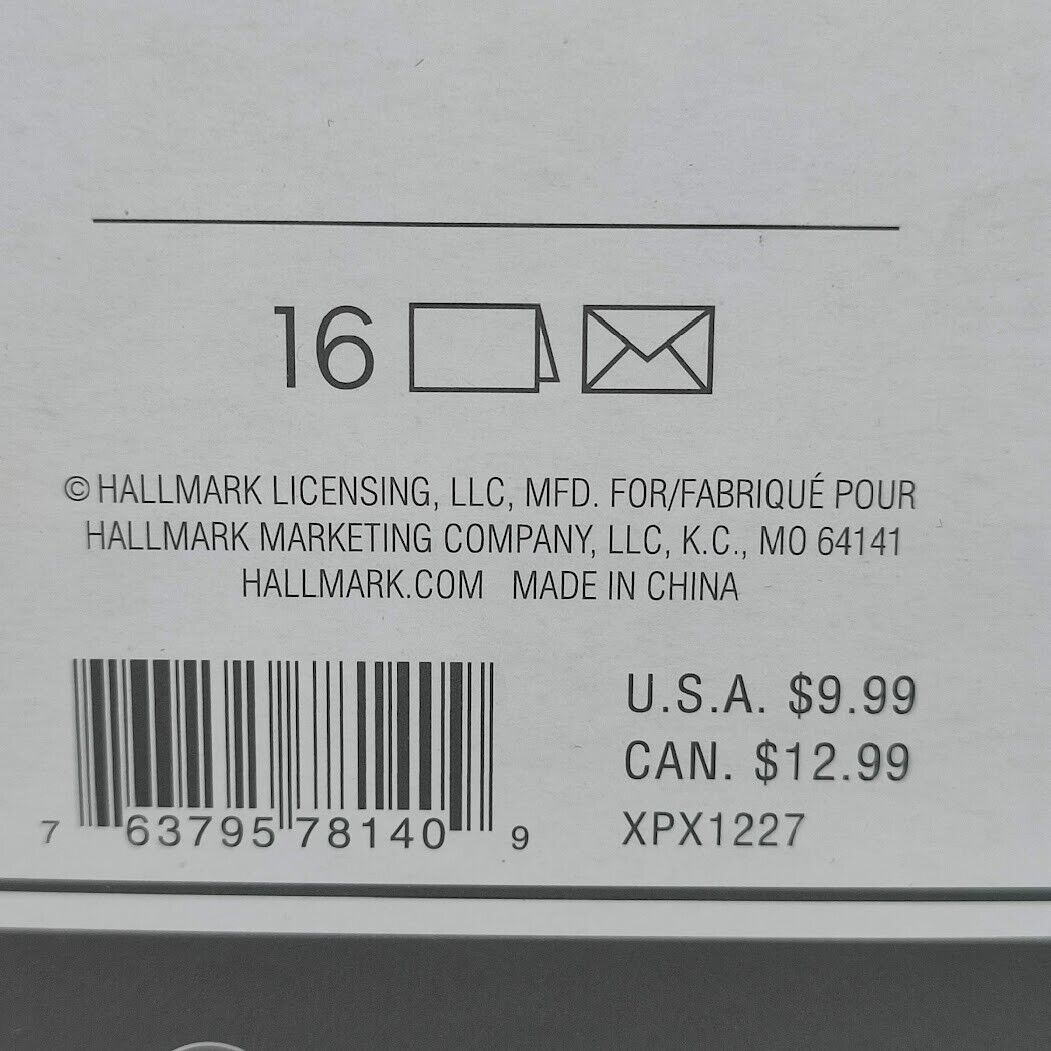 16
© HALLMARK LICENSING, LLC, MFD. FOR/FABRIQUÉ POUR
HALLMARK MARKETING COMPANY, LLC, K.C., MO 64141
HALLMARK.COM MADE IN CHINA
U.S.A. $9.99
CAN. $12.99
XPX1227
7 63795 78140 9